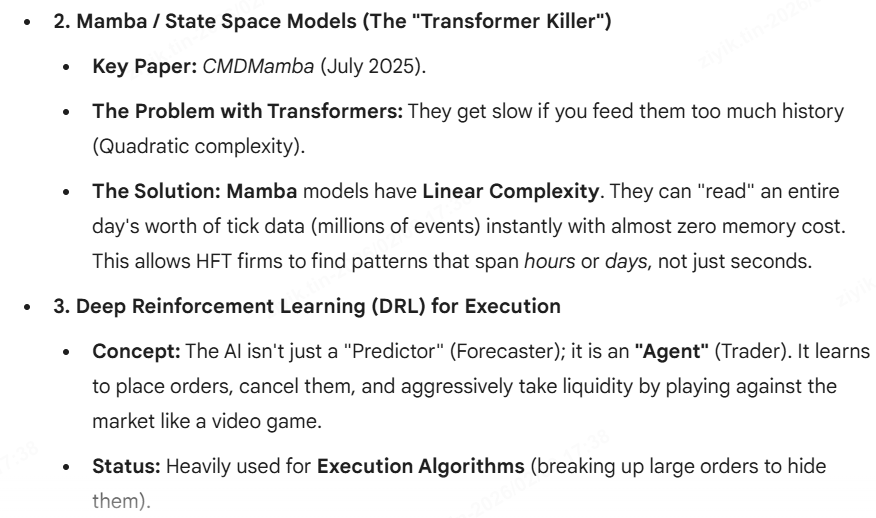 2. Mamba / State Space Models (The "Transformer Killer")
Key Paper: CMDMamba (July 2025).
The Problem with Transformers: They get slow if you feed them too much history
(Quadratic complexity).
The Solution: Mamba models have Linear Complexity. They can "read" an entire
day's worth of tick data (millions of events) instantly with almost zero memory cost.
This allows HFT firms to find patterns that span hours or days, not just seconds.
3. Deep Reinforcement Learning (DRL) for Execution
Concept: The AI isn't just a "Predictor" (Forecaster); it is an "Agent" (Trader). It learns
to place orders, cancel them, and aggressively take liquidity by playing against the
market like a video game.
Status: Heavily used for Execution Algorithms (breaking up large orders to hide
them).